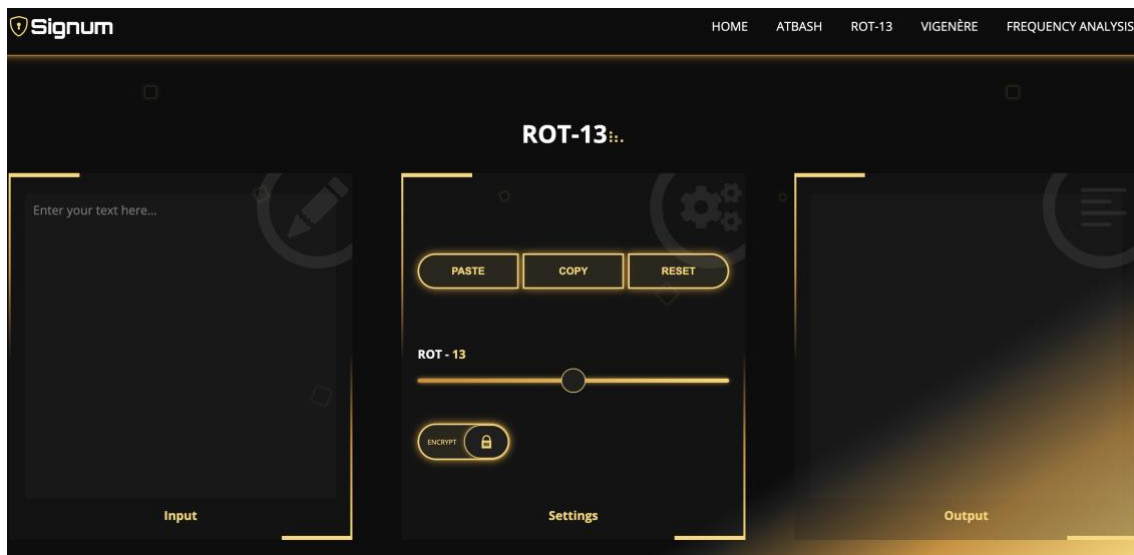 Signum
HOME ATBASH ROT-13 VIGENÈRE FREQUENCY ANALYSIS
ROT-13
Enter your text here...
PASTE COPY RESET
ROT - 13
ENCRYPT
Input
Settings
Output